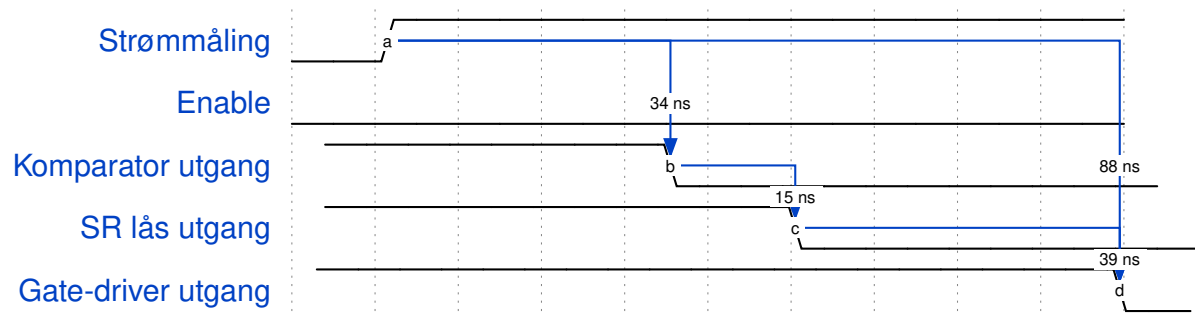 Strømmåling
a
Enable
34 ns
Komparator utgang
b
88 ns
15 ns
SR lås utgang
c
39 ns
Gate-driver utgang
d